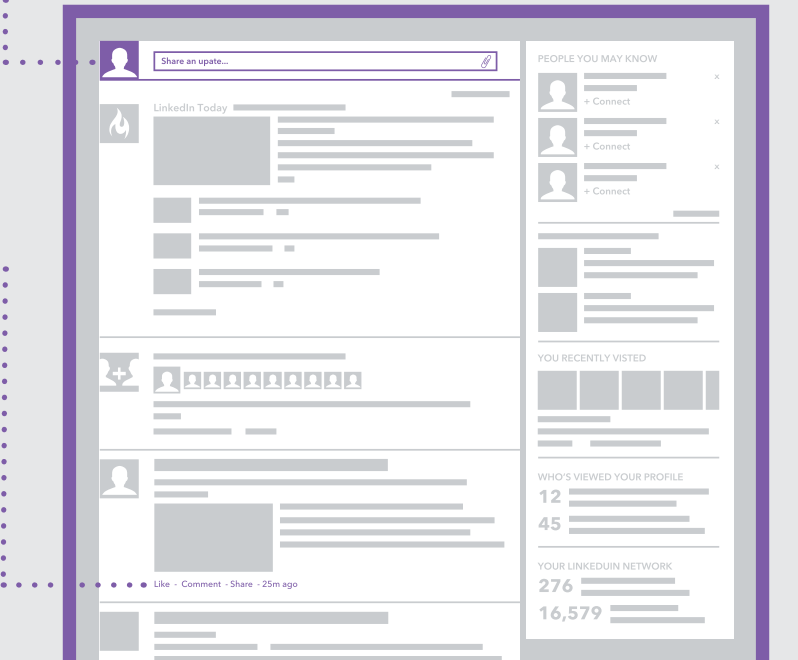 Share an upate...
LinkedIn Today
Like - Comment - Share - 25m ago
PEOPLE YOU MAY KNOW
x
+ Connect
x
+ Connect
x
+ Connect
YOU RECENTLY VISTED
WHO'S VIEWED YOUR PROFILE
12
45
YOUR LINKEDUIN NETWORK
276
16,579